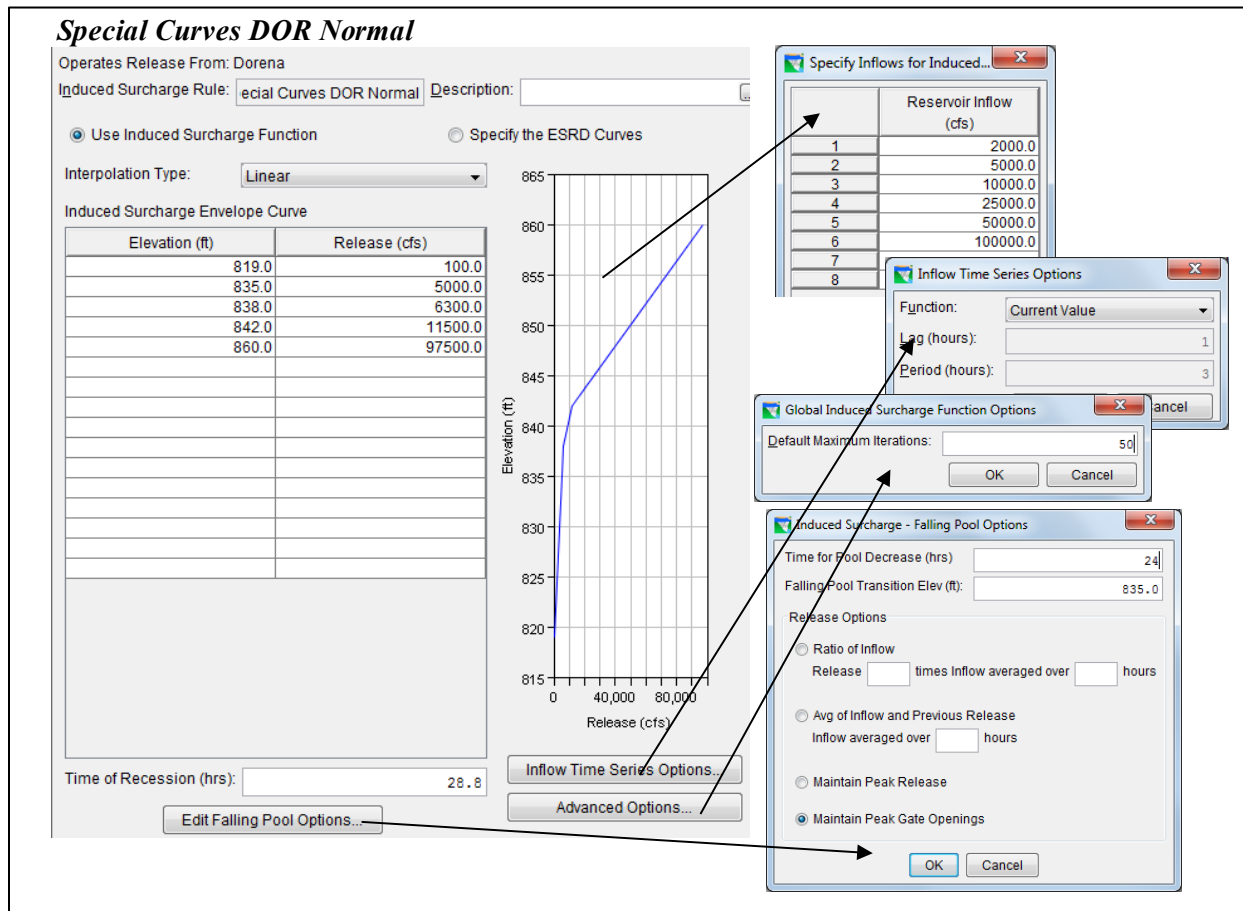 Special Curves DOR Normal
Operates Release From: Dorena
Induced Surcharge Rule: ecial Curves DOR Normal Description:
Use Induced Surcharge Function Specify the ESRD Curves
Interpolation Type: Linear
Induced Surcharge Envelope Curve
Elevation (ft) Release (cfs)
819.0 100.0
835.0 5000.0
838.0 6300.0
842.0 11500.0
860.0 97500.0
Time of Recession (hrs): 28.8
Edit Falling Pool Options...
865
860
855
850
845
840
835
830
825
820
815
Elevation (ft)
0 40,000 80,000
Release (cfs)
Inflow Time Series Options...
Advanced Options...
Specify Inflows for Induced...
Reservoir Inflow
(cfs)
1 2000.0
2 5000.0
3 10000.0
4 25000.0
5 50000.0
6 100000.0
7
8
Inflow Time Series Options
Function: Current Value
Lag (hours): 1
Period (hours): 3
ancel
Global Induced Surcharge Function Options
Default Maximum Iterations: 50
OK Cancel
Induced Surcharge - Falling Pool Options
Time for Pool Decrease (hrs) 24
Falling Pool Transition Elev (ft): 835.0
Release Options
Ratio of Inflow
Release times Inflow averaged over hours
Avg of Inflow and Previous Release
Inflow averaged over hours
Maintain Peak Release
Maintain Peak Gate Openings
OK Cancel